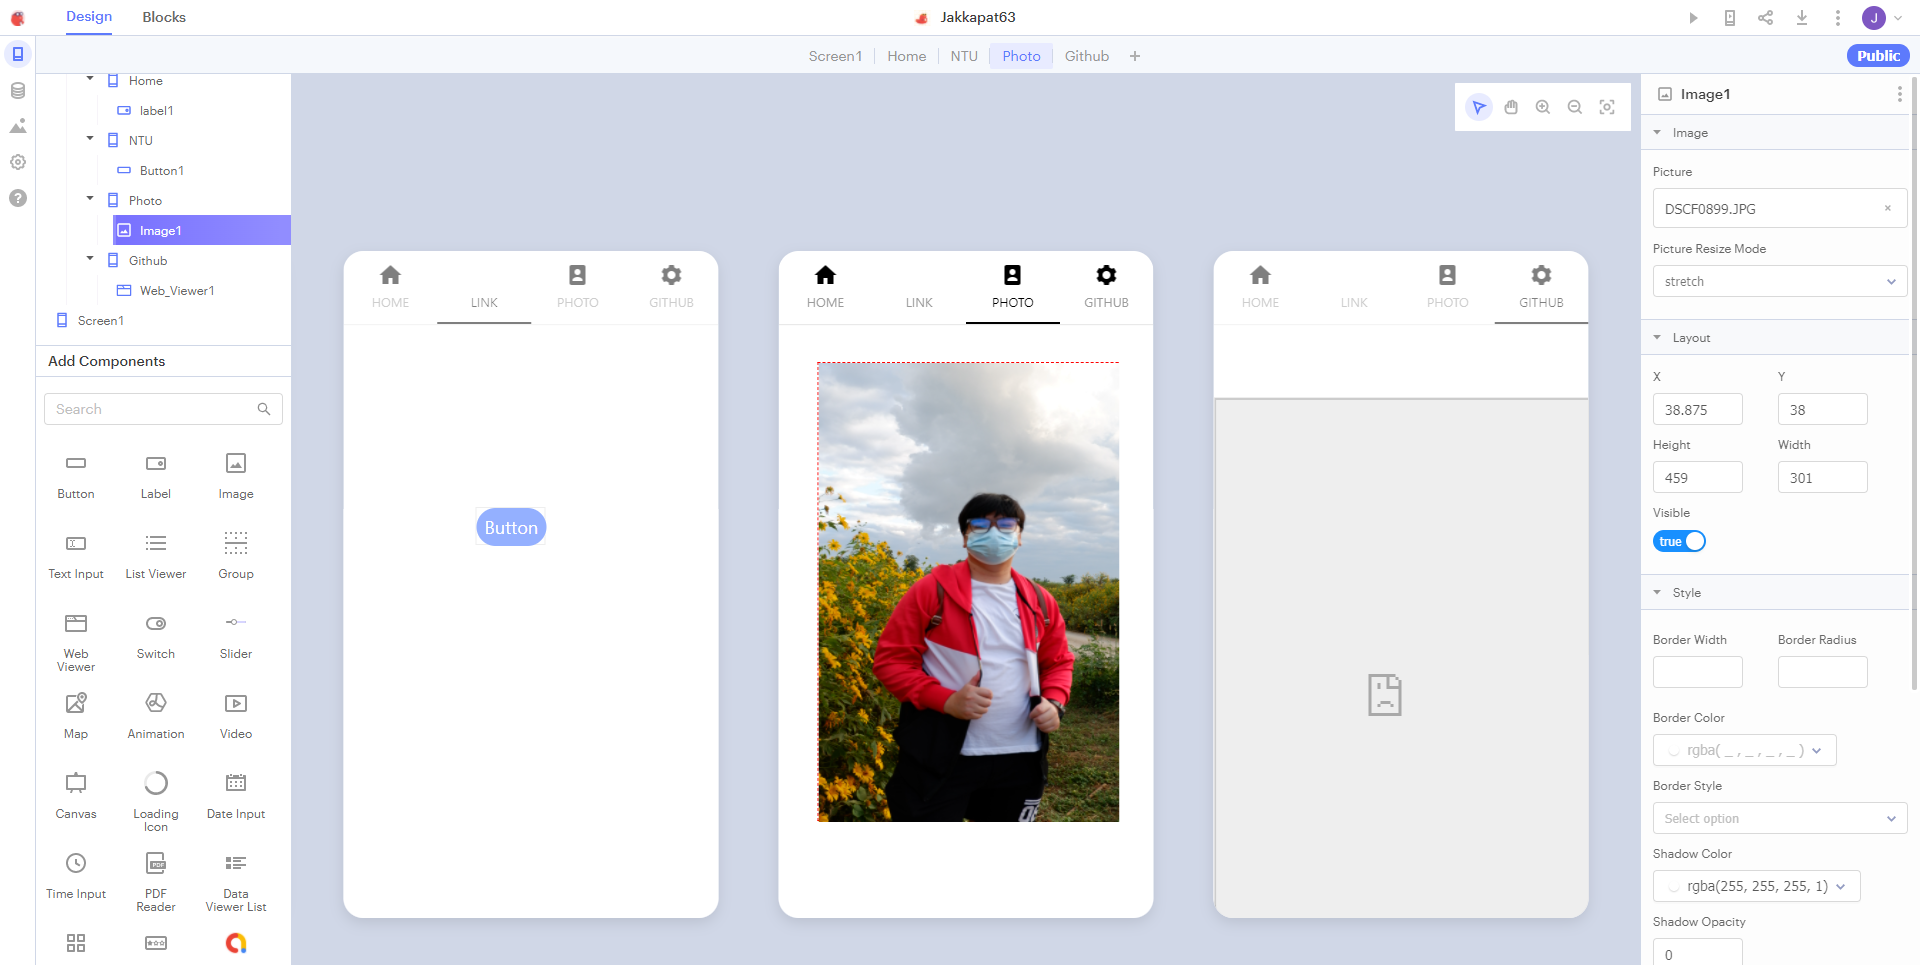 Design
Blocks
Jakkapat63
J
Screen1
Home
NTU
Photo
Github
+
Public
Home
label1
NTU
Button1
Photo
Image1
Github
Web_Viewer1
Screen1
Add Components
Search
Button
Label
Image
Text Input
List Viewer
Group
Web
Viewer
Switch
Slider
Map
Animation
Video
Canvas
Loading
Icon
Date Input
Time Input
PDF
PDF
Reader
Data
Viewer List
HOME
LINK
PHOTO
GITHUB
Button
HOME
LINK
PHOTO
GITHUB
HOME
LINK
PHOTO
GITHUB
Image1
Image
Picture
DSCF0899.JPG
×
Picture Resize Mode
stretch
Layout
X
Y
38.875
38
Height
Width
459
301
Visible
true
Style
Border Width
Border Radius
Border Color
rgba( _ , _ , _ , _ )
Border Style
Select option
Shadow Color
rgba(255, 255, 255, 1)
Shadow Opacity
0